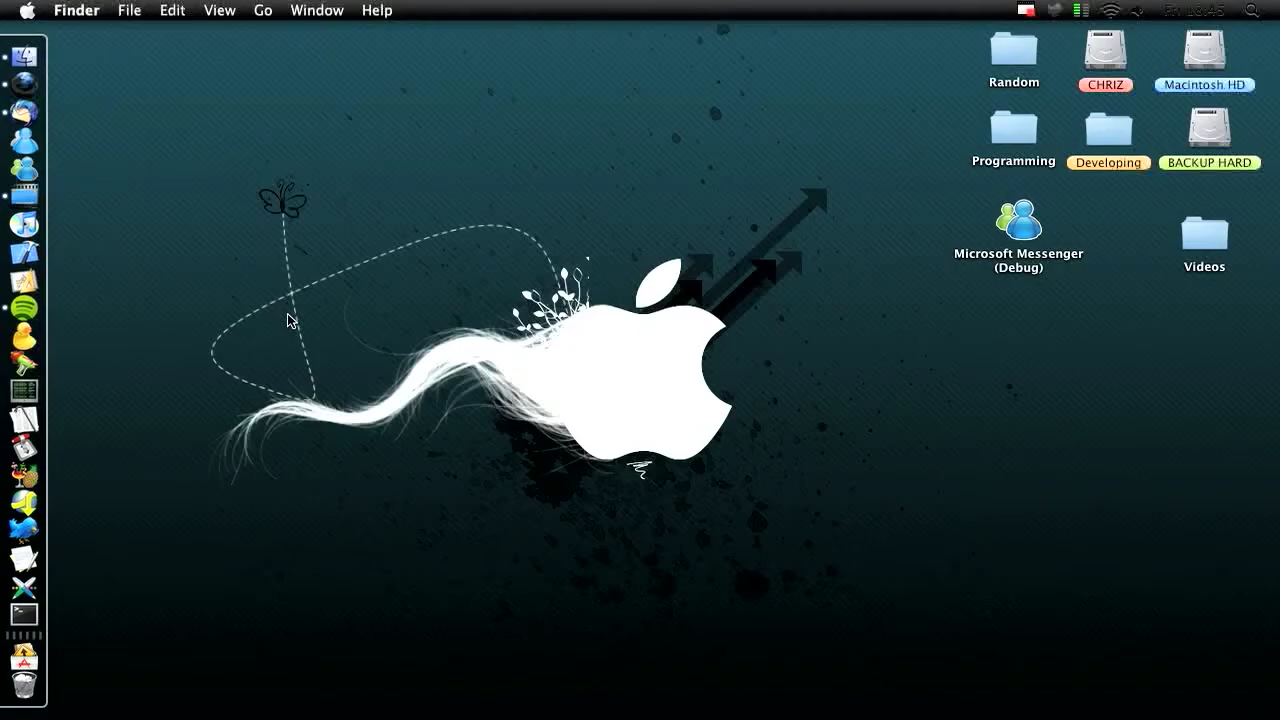 Finder File Edit View Go Window Help
Random CHRIZ Macintosh HD
Programming Developing BACKUP HARD
Microsoft Messenger
(Debug)
Videos